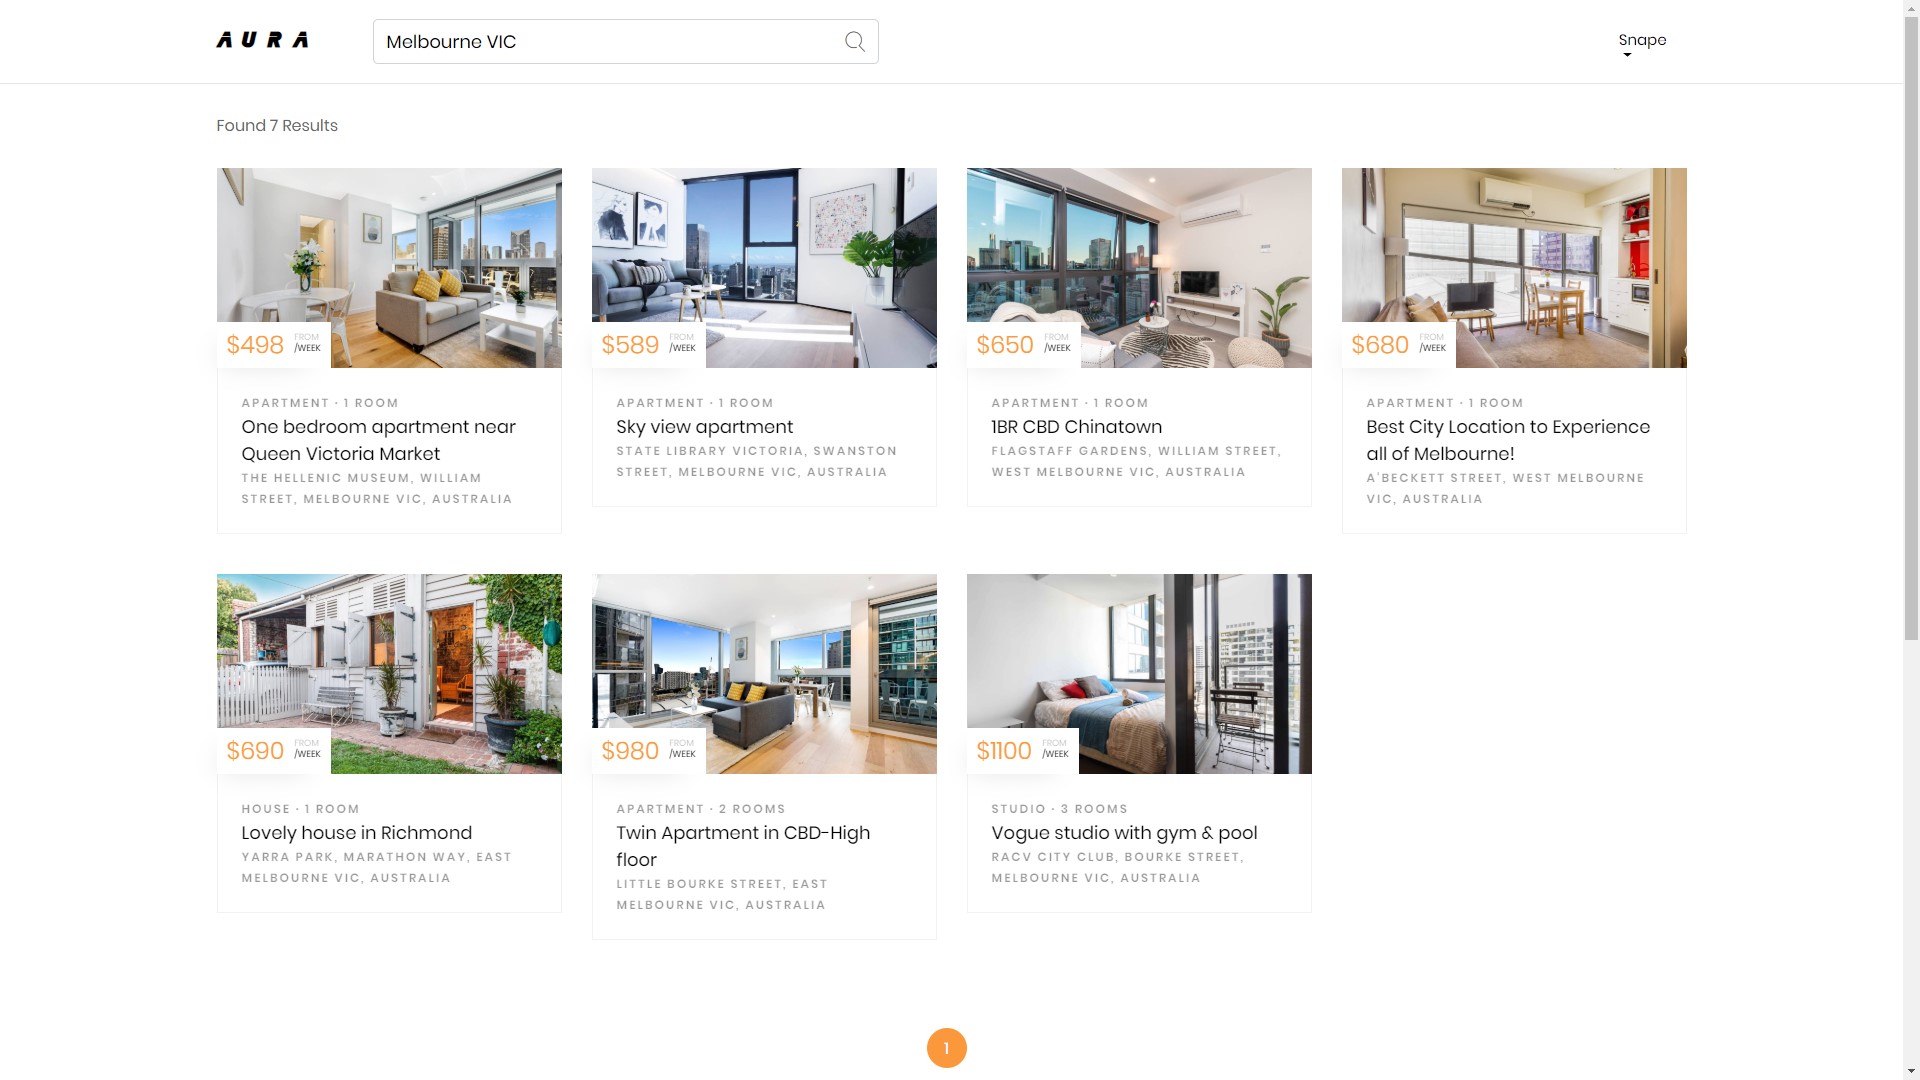 AURA
Melbourne VIC
Snape
Found 7 Results
$498 FROM /WEEK
APARTMENT · 1 ROOM
One bedroom apartment near
Queen Victoria Market
THE HELLENIC MUSEUM, WILLIAM
STREET, MELBOURNE VIC, AUSTRALIA
$589 FROM /WEEK
APARTMENT · 1 ROOM
Sky view apartment
STATE LIBRARY VICTORIA, SWANSTON
STREET, MELBOURNE VIC, AUSTRALIA
$650 FROM /WEEK
APARTMENT · 1 ROOM
1BR CBD Chinatown
FLAGSTAFF GARDENS, WILLIAM STREET,
WEST MELBOURNE VIC, AUSTRALIA
$680 FROM /WEEK
APARTMENT · 1 ROOM
Best City Location to Experience
all of Melbourne!
A'BECKETT STREET, WEST MELBOURNE
VIC, AUSTRALIA
$690 FROM /WEEK
HOUSE · 1 ROOM
Lovely house in Richmond
YARRA PARK, MARATHON WAY, EAST
MELBOURNE VIC, AUSTRALIA
$980 FROM /WEEK
APARTMENT · 2 ROOMS
Twin Apartment in CBD-High
floor
LITTLE BOURKE STREET, EAST
MELBOURNE VIC, AUSTRALIA
$1100 FROM /WEEK
STUDIO · 3 ROOMS
Vogue studio with gym & pool
RACV CITY CLUB, BOURKE STREET,
MELBOURNE VIC, AUSTRALIA
1